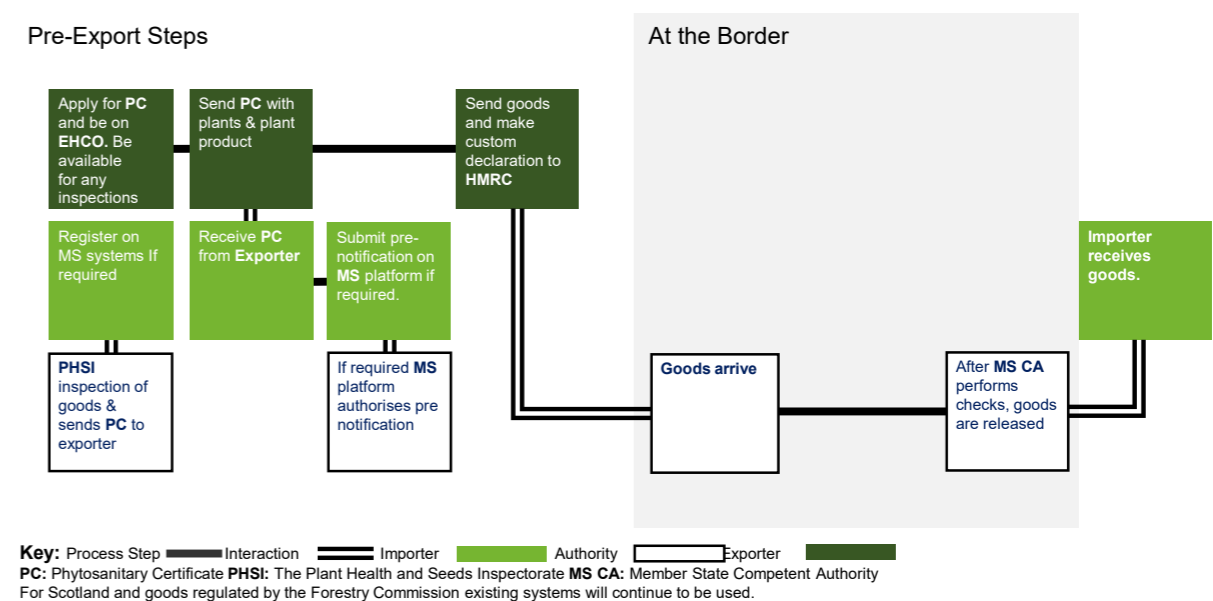 Pre-Export Steps
At the Border
Apply for PC
and be on
EHCO. Be
available
for any
inspections
Send PC with
plants & plant
product
Send goods
and make
custom
declaration to
HMRC
Register on
MS systems If
required
Receive PC
from Exporter
Submit pre-
notification on
MS platform if
required.
Importer
receives
goods.
PHSI
inspection of
goods &
sends PC to
exporter
If required MS
platform
authorises pre
notification
Goods arrive
After MS CA
performs
checks, goods
are released
Key: Process Step Interaction Importer Authority Exporter
PC: Phytosanitary Certificate PHSI: The Plant Health and Seeds Inspectorate MS CA: Member State Competent Authority
For Scotland and goods regulated by the Forestry Commission existing systems will continue to be used.